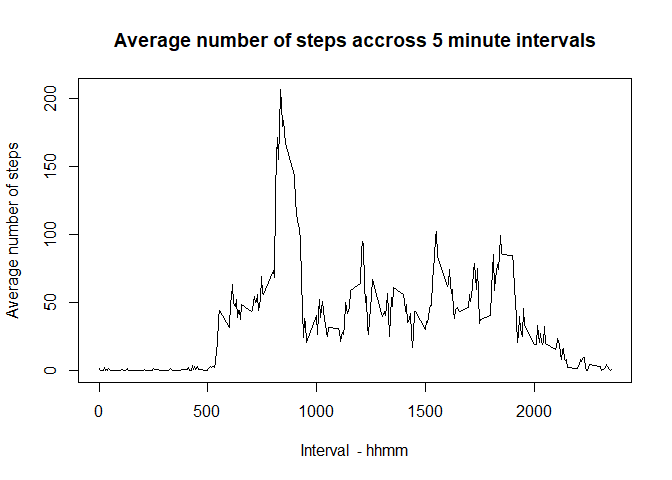 Average number of steps accross 5 minute intervals
Average number of steps
200
150
100
50
0
0 500 1000 1500 2000
Interval - hhmm